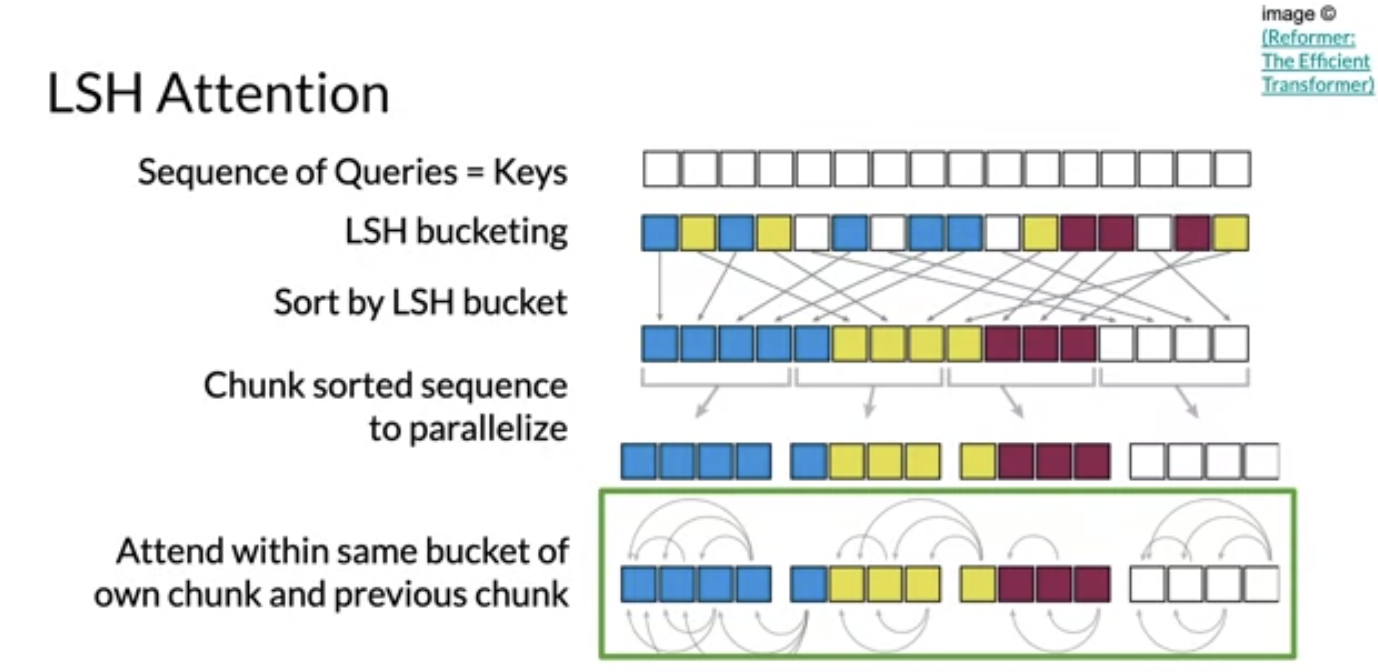 image ©
(Reformer:
The Efficient
Transformer)
LSH Attention
Sequence of Queries = Keys
LSH bucketing
Sort by LSH bucket
Chunk sorted sequence
to parallelize
Attend within same bucket of
own chunk and previous chunk